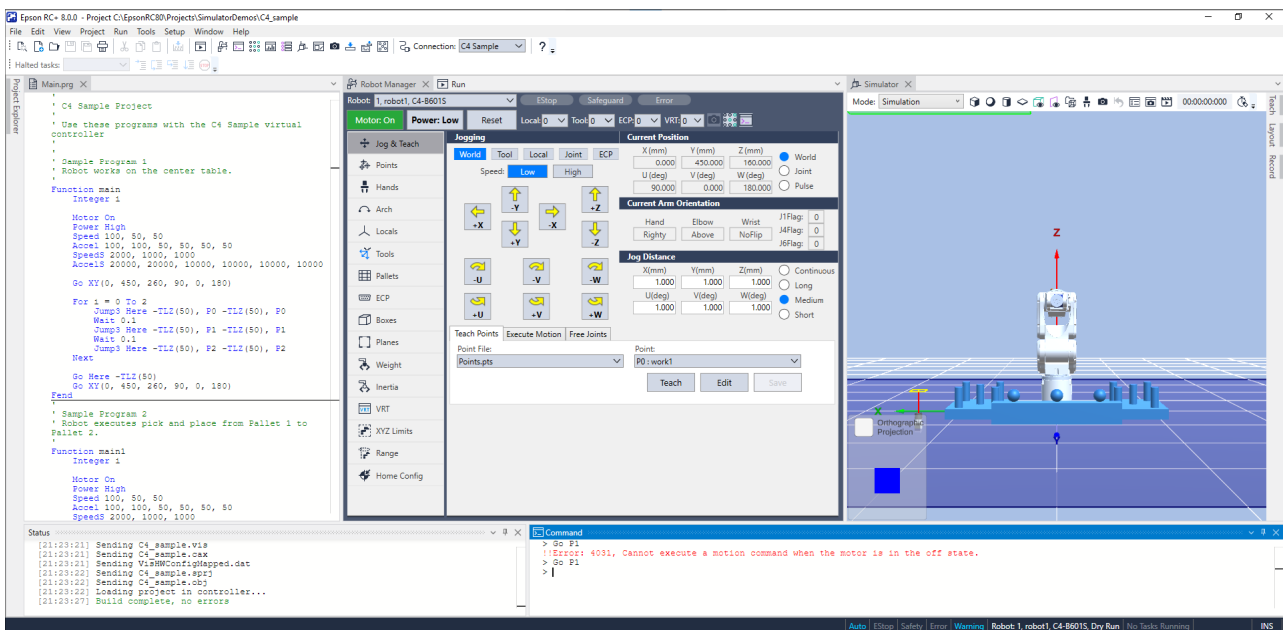 Epson RC+ 8.0.0 - Project C:\EpsonRC80\Projects\SimulatorDemos\C4_sample
File Edit View Project Run Tools Setup Window Help
Connection: C4 Sample ?
Halted tasks:
Project Explorer
Main.prg
'
' C4 Sample Project
'
' Use these programs with the C4 Sample virtual
controller
'
'
' Sample Program 1
' Robot works on the center table.
'
Function main
Integer i
Motor On
Power High
Speed 100, 50, 50
Accel 100, 100, 50, 50, 50, 50
SpeedS 2000, 1000, 1000
AccelS 20000, 20000, 10000, 10000, 10000, 10000
Go XY(0, 450, 260, 90, 0, 180)
For i = 0 To 2
Jump3 Here -TLZ(50), P0 -TLZ(50), P0
Wait 0.1
Jump3 Here -TLZ(50), P1 -TLZ(50), P1
Wait 0.1
Jump3 Here -TLZ(50), P2 -TLZ(50), P2
Next
Go Here -TLZ(50)
Go XY(0, 450, 260, 90, 0, 180)
Fend
'
' Sample Program 2
' Robot executes pick and place from Pallet 1 to
Pallet 2.
'
Function main1
Integer i
Motor On
Power High
Speed 100, 50, 50
Accel 100, 100, 50, 50, 50, 50
SpeedS 2000, 1000, 1000
Robot Manager Run
Robot: 1, robot1, C4-B601S EStop Safeguard Error
Motor: On Power: Low Reset Local: 0 Tool: 0 ECP: 0 VRT: 0
Jog & Teach
Points
Hands
Arch
Locals
Tools
Pallets
ECP
Boxes
Planes
Weight
Inertia
VRT VRT
XYZ Limits
Range
Home Config
Jogging
World Tool Local Joint ECP
Speed: Low High
+X -Y -X +Z
+Y -Z
-U -V -W
+U +V +W
Current Position
X (mm) Y (mm) Z (mm)
0.000 450.000 160.000
U (deg) V (deg) W (deg)
90.000 0.000 180.000
World
Joint
Pulse
Current Arm Orientation
Hand Elbow Wrist
Righty Above NoFlip
J1Flag: 0
J4Flag: 0
J6Flag: 0
Jog Distance
X(mm) Y(mm) Z(mm)
1.000 1.000 1.000
U(deg) V(deg) W(deg)
1.000 1.000 1.000
Continuous
Long
Medium
Short
Teach Points Execute Motion Free Joints
Point File: Point:
Points.pts P0 : work1
Teach Edit Save
Simulator
Mode: Simulation 00:00:00:000
Z
X
Y
Orthographic
Projection
Teach
Layout
Record
Status
[21:23:21] Sending C4_sample.vis
[21:23:21] Sending C4_sample.cax
[21:23:21] Sending VisHWConfigMapped.dat
[21:23:22] Sending C4_sample.sprj
[21:23:22] Sending C4_sample.obj
[21:23:22] Loading project in controller...
[21:23:27] Build complete, no errors
Command
> Go P1
!!Error: 4031, Cannot execute a motion command when the motor is in the off state.
> Go P1
>
Auto EStop Safety Error Warning Robot: 1, robot1, C4-B601S, Dry Run No Tasks Running INS